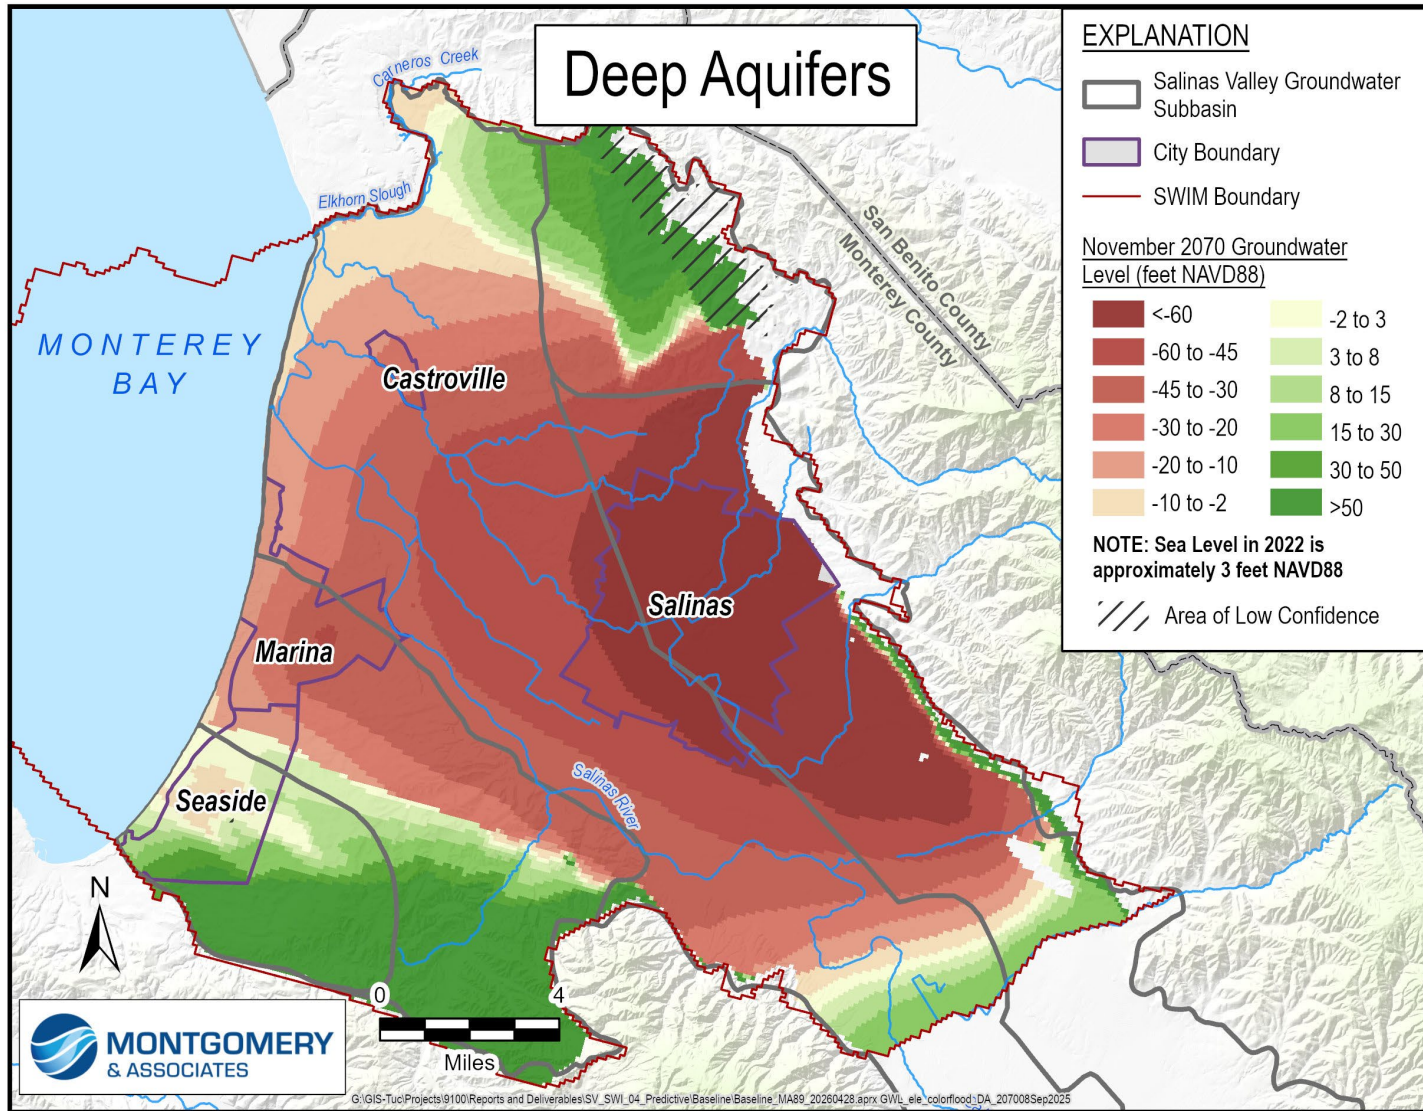 Deep Aquifers
Carneros Creek
Elkhorn Slough
MONTEREY
BAY
Castroville
Salinas
Marina
Seaside
Salinas River
San Benito County
Monterey County
EXPLANATION
Salinas Valley Groundwater
Subbasin
City Boundary
SWIM Boundary
November 2070 Groundwater
Level (feet NAVD88)
<-60
-60 to -45
-45 to -30
-30 to -20
-20 to -10
-10 to -2
-2 to 3
3 to 8
8 to 15
15 to 30
30 to 50
>50
NOTE: Sea Level in 2022 is
approximately 3 feet NAVD88
Area of Low Confidence
N
0 4
Miles
MONTGOMERY
& ASSOCIATES
G:\GIS-Tuc\Projects\9100\Reports and Deliverables\SV_SWI_04_Predictive\Baseline\Baseline_MA89_20260428.aprx GWL_ele_colorflood_DA_207008Sep2025